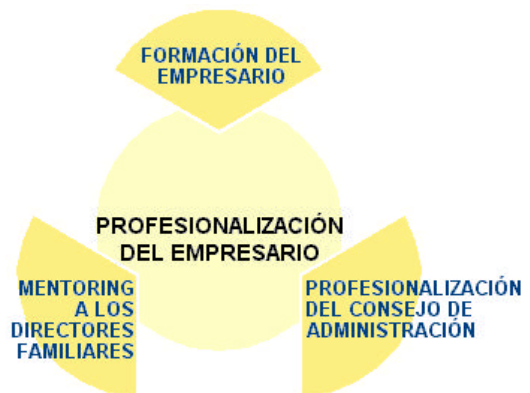 FORMACIÓN DEL
EMPRESARIO
PROFESIONALIZACIÓN
DEL EMPRESARIO
MENTORING
A LOS
DIRECTORES
FAMILIARES
PROFESIONALIZACIÓN
DEL CONSEJO DE
ADMINISTRACIÓN